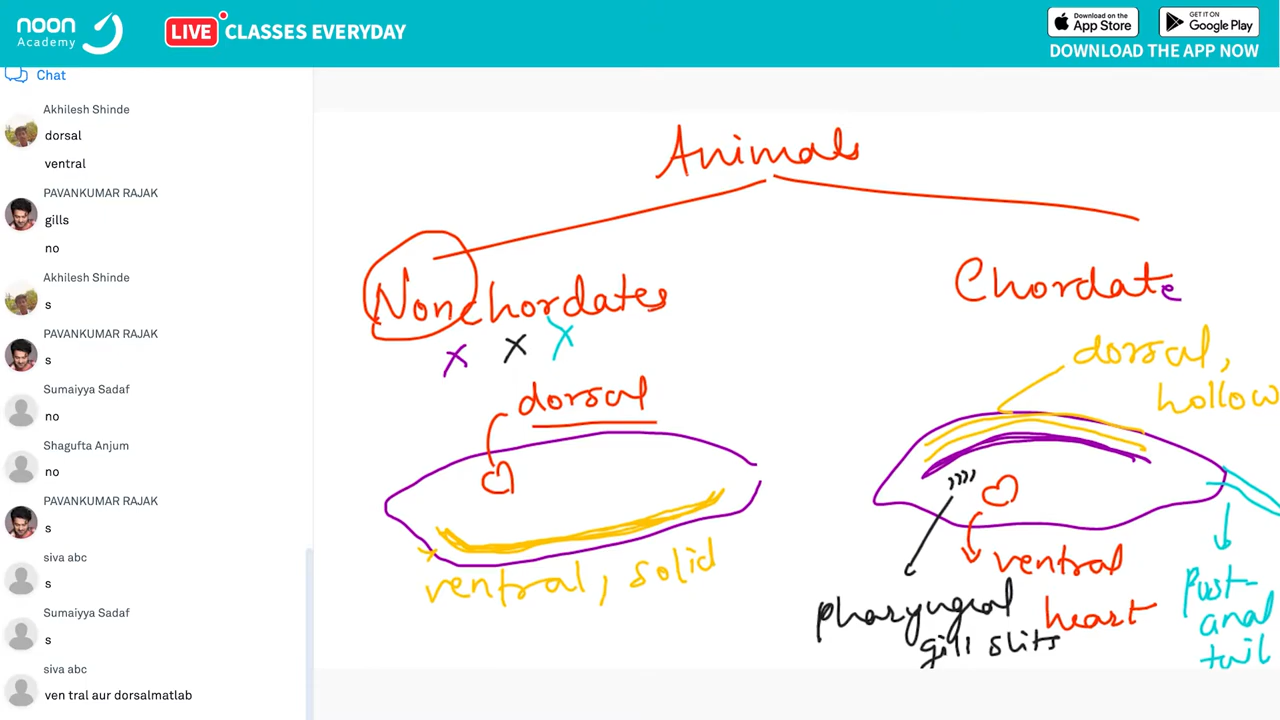 noon
Academy
LIVE CLASSES EVERYDAY
Download on the
App Store
GET IT ON
Google Play
DOWNLOAD THE APP NOW
Chat
Akhilesh Shinde
dorsal
ventral
PAVANKUMAR RAJAK
gills
no
Akhilesh Shinde
s
PAVANKUMAR RAJAK
s
Sumaiyya Sadaf
no
Shagufta Anjum
no
PAVANKUMAR RAJAK
s
siva abc
s
Sumaiyya Sadaf
s
siva abc
ven tral aur dorsalmatlab
Animals
Nonchordates
Chordate
x x x
dorsal
ventral, solid
dorsal,
hollow
ventral
heart
pharyngeal
gill slits
Post-
anal
tail